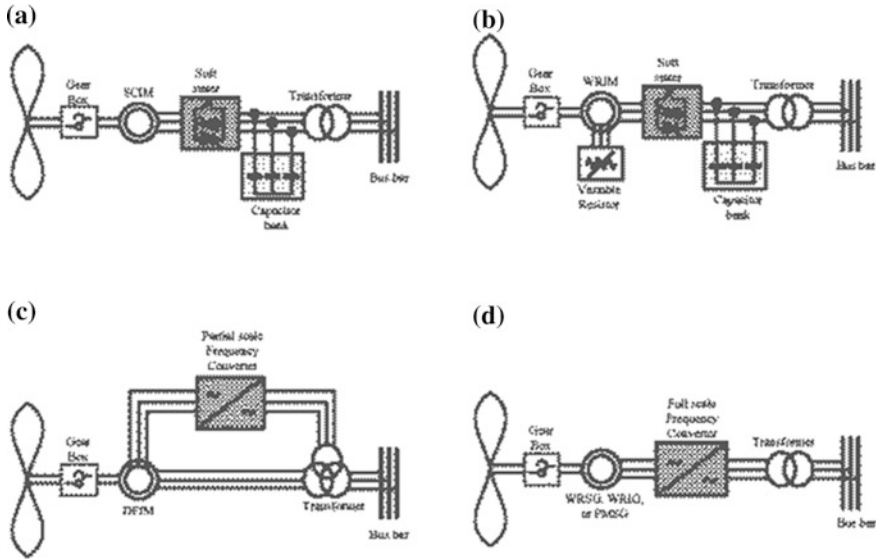 (a)
Gear
Box
SCIM
Soft
stater
Transformer
Capacitor
bank
Bus bar
(b)
Gear
Box
WRIM
Variable
Resistor
Soft
stater
Capacitor
bank
Transformer
Bus bar
(c)
Gear
Box
DFIM
Partial scale
Frequency
Converter
Transformer
Bus bar
(d)
Gear
Box
WRSG, WRIG,
or PMSG
Full scale
Frequency
Converter
Transformer
Bus bar